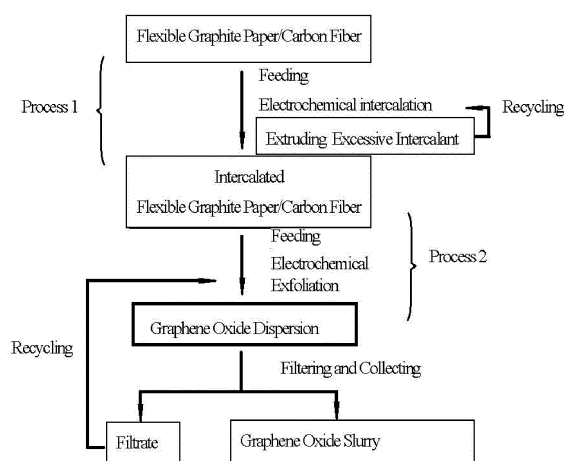 Flexible Graphite Paper/Carbon Fiber
Feeding
Process 1
Electrochemical intercalation
Recycling
Extruding Excessive Intercalant
Intercalated
Flexible Graphite Paper/Carbon Fiber
Feeding
Electrochemical
Exfoliation
Process 2
Graphene Oxide Dispersion
Recycling
Filtering and Collecting
Filtrate
Graphene Oxide Slurry